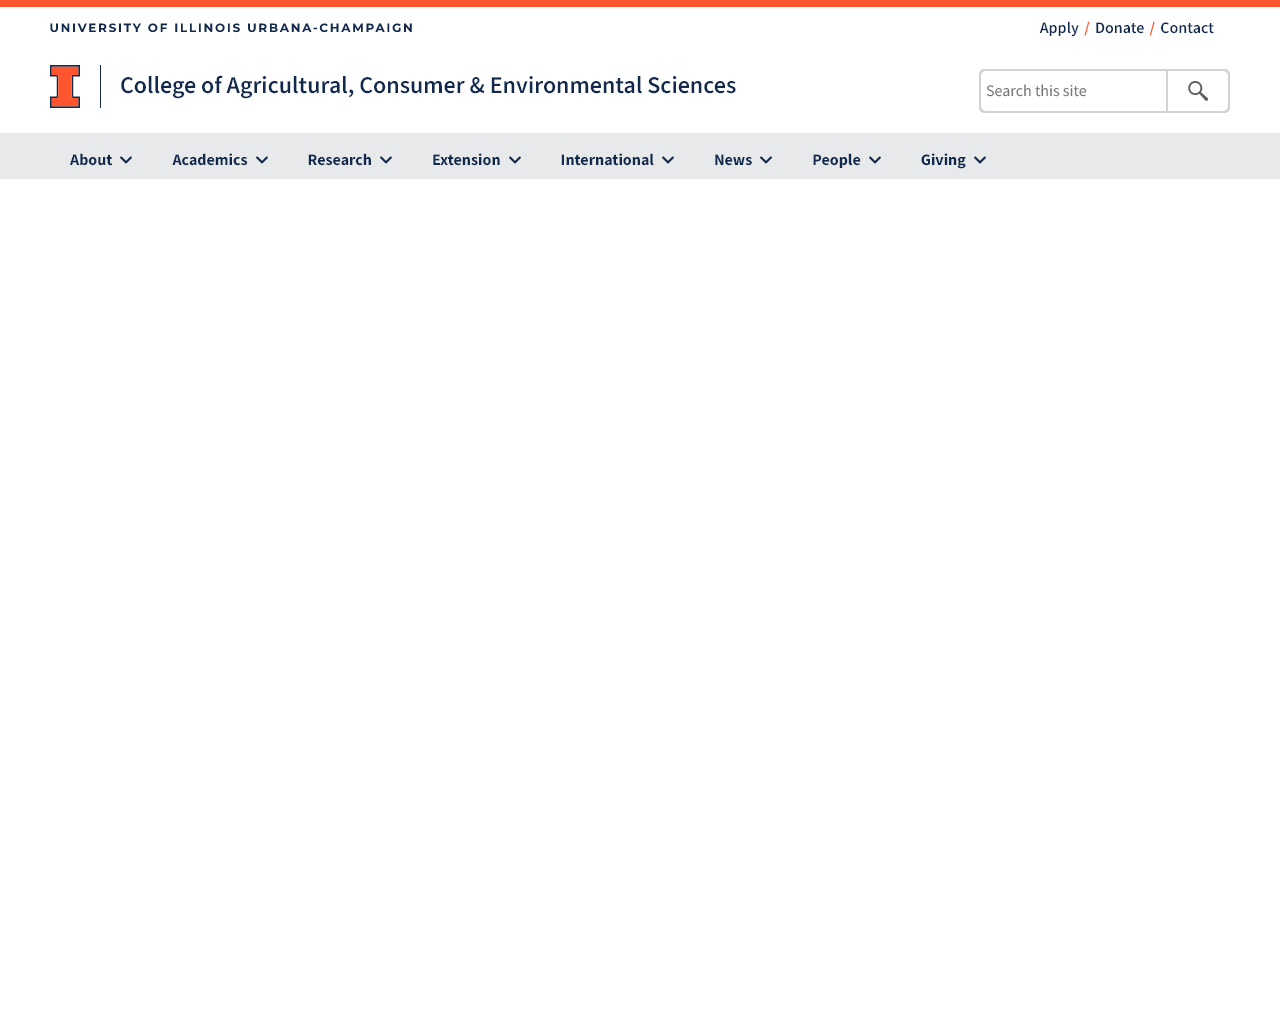 UNIVERSITY OF ILLINOIS URBANA-CHAMPAIGN
Apply / Donate / Contact
College of Agricultural, Consumer & Environmental Sciences
Search this site
About Academics Research Extension International News People Giving